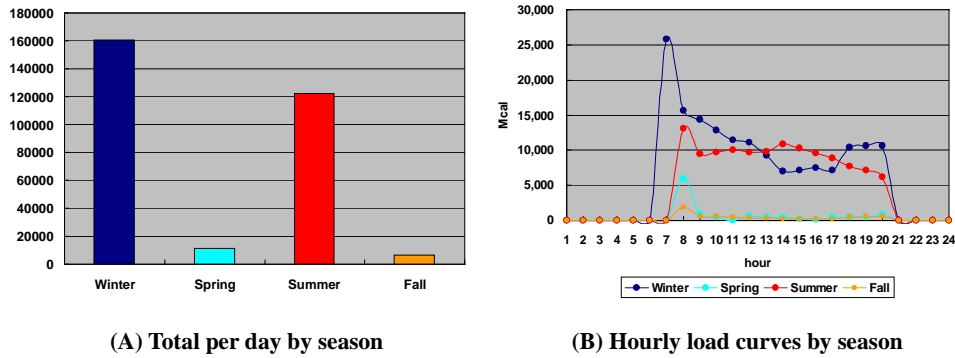 180000
160000
140000
120000
100000
80000
60000
40000
20000
0
Winter Spring Summer Fall
(A) Total per day by season
30,000
25,000
20,000
15,000
10,000
5,000
0
Mcal
1 2 3 4 5 6 7 8 9 10 11 12 13 14 15 16 17 18 19 20 21 22 23 24
hour
Winter Spring Summer Fall
(B) Hourly load curves by season